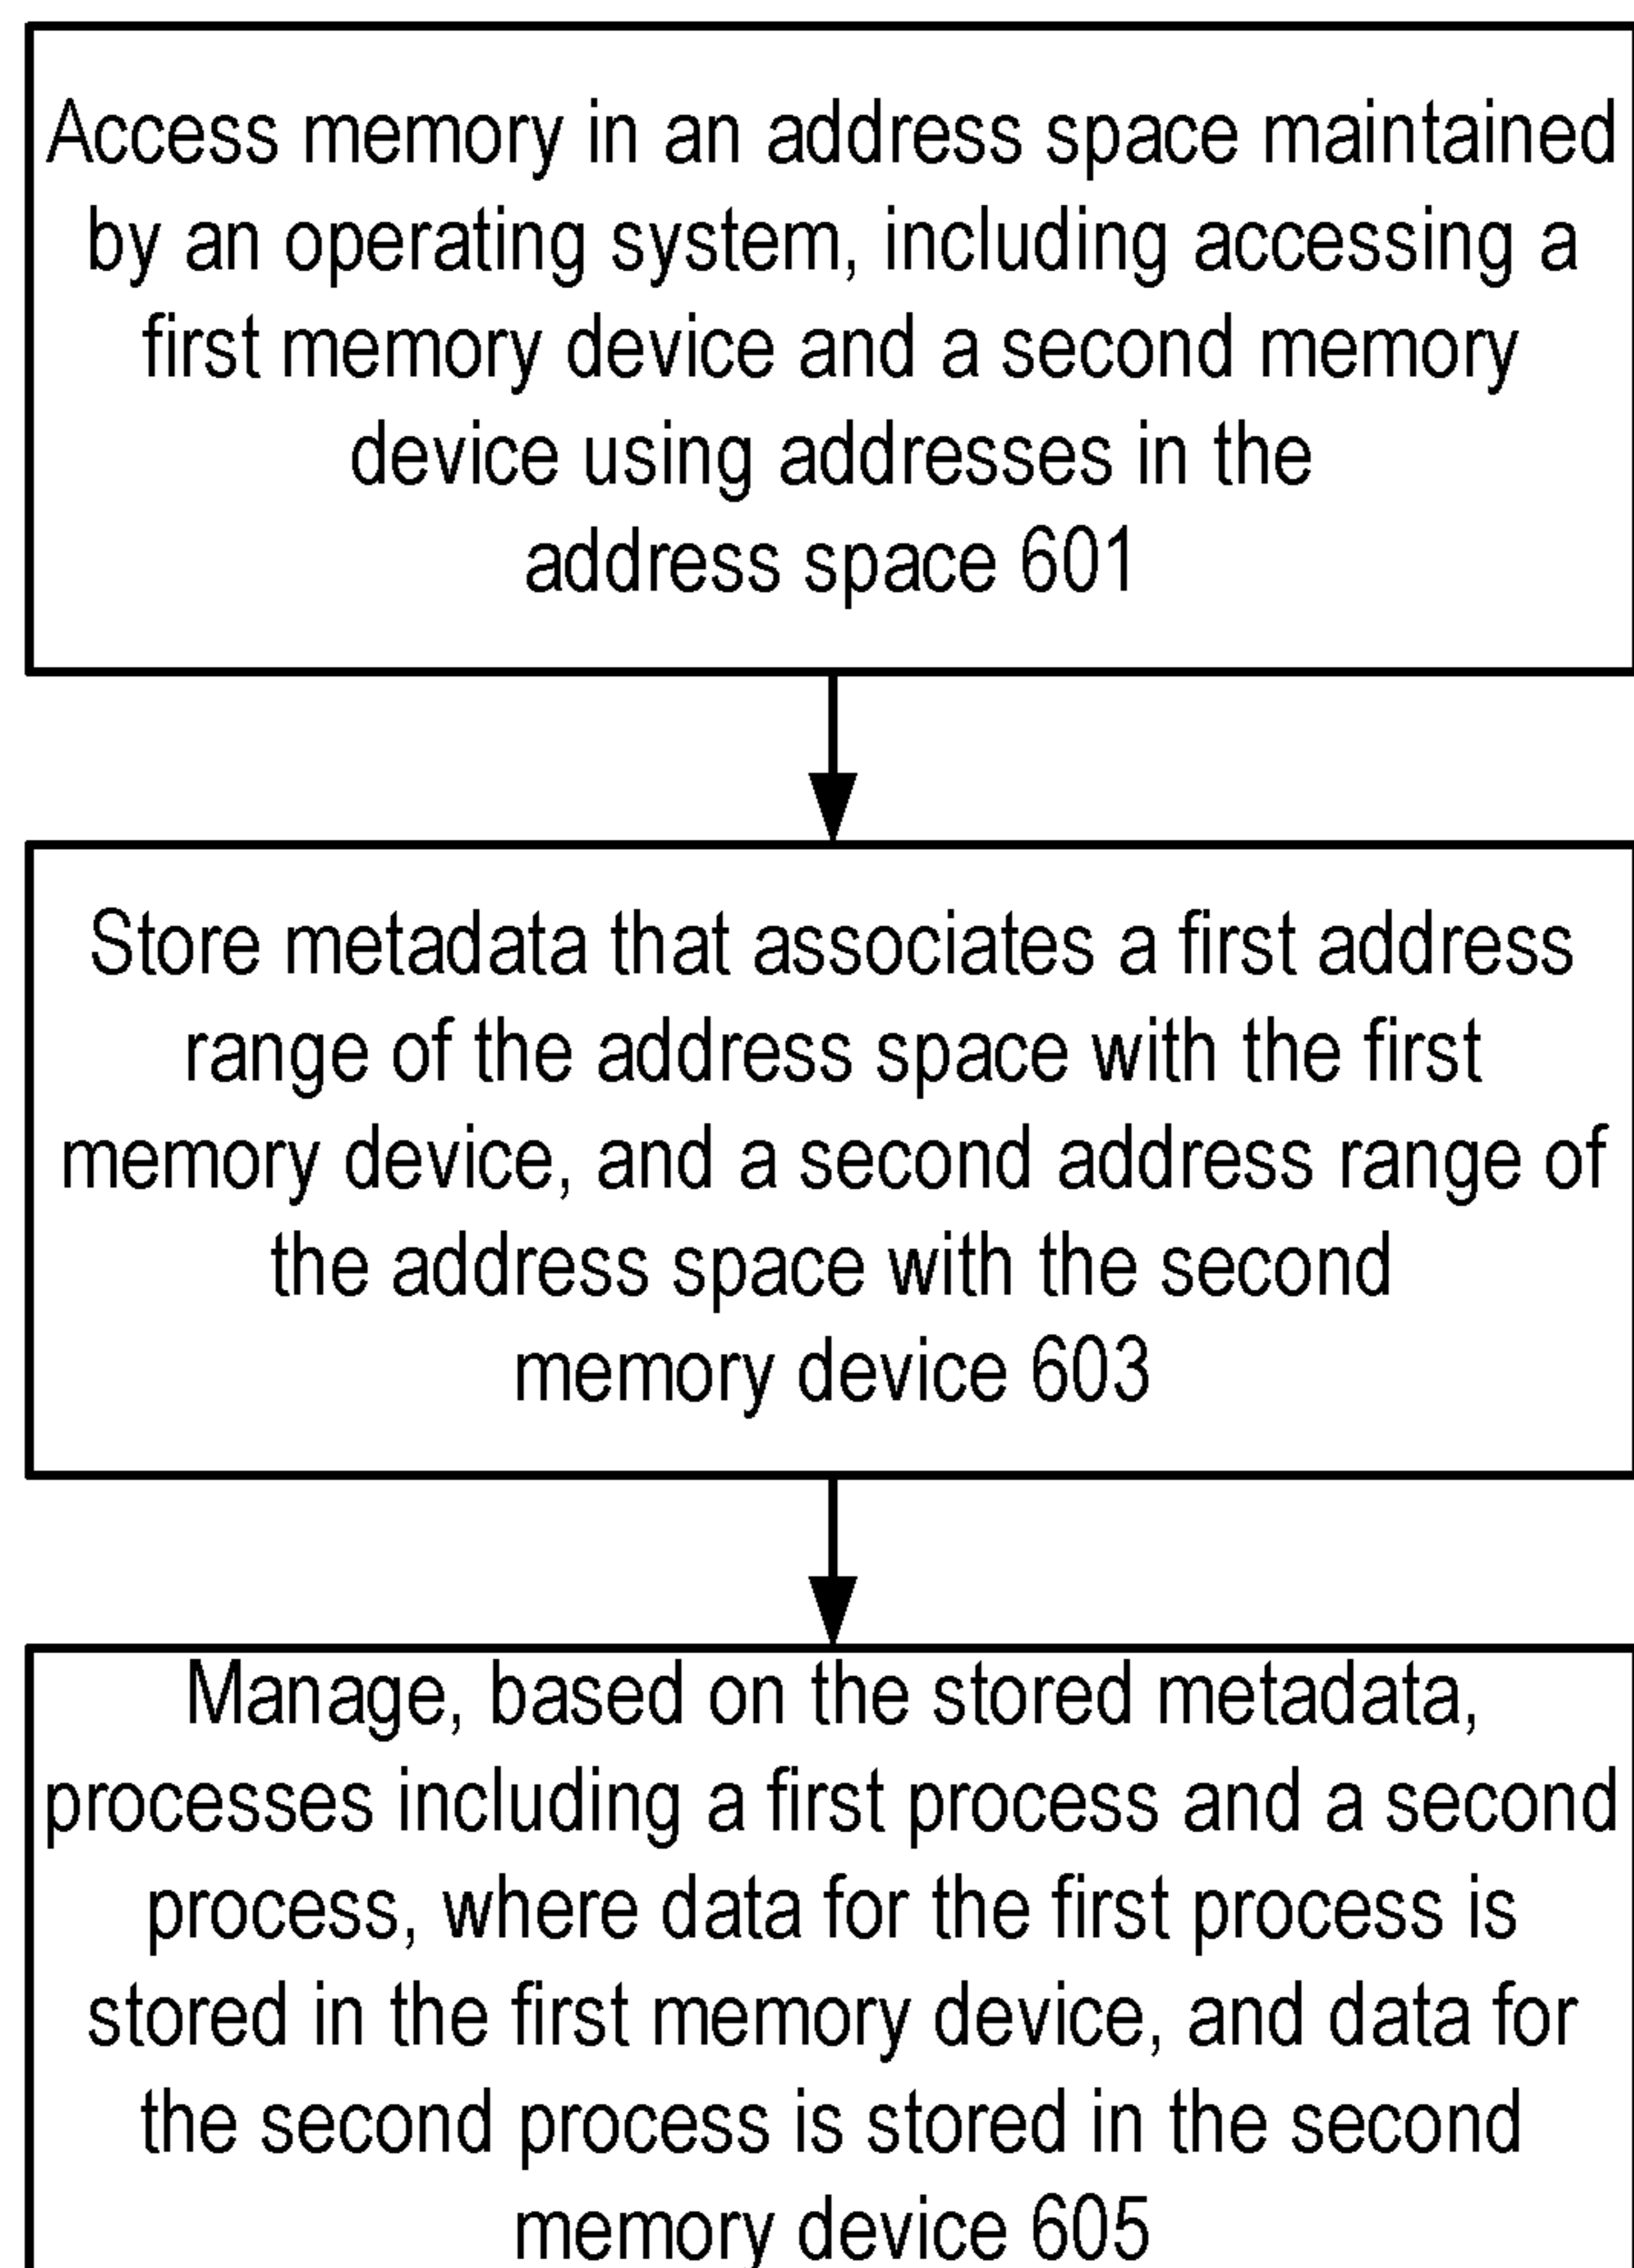 Access memory in an address space maintained
by an operating system, including accessing a
first memory device and a second memory
device using addresses in the
address space 601
Store metadata that associates a first address
range of the address space with the first
memory device, and a second address range of
the address space with the second
memory device 603
Manage, based on the stored metadata,
processes including a first process and a second
process, where data for the first process is
stored in the first memory device, and data for
the second process is stored in the second
memory device 605